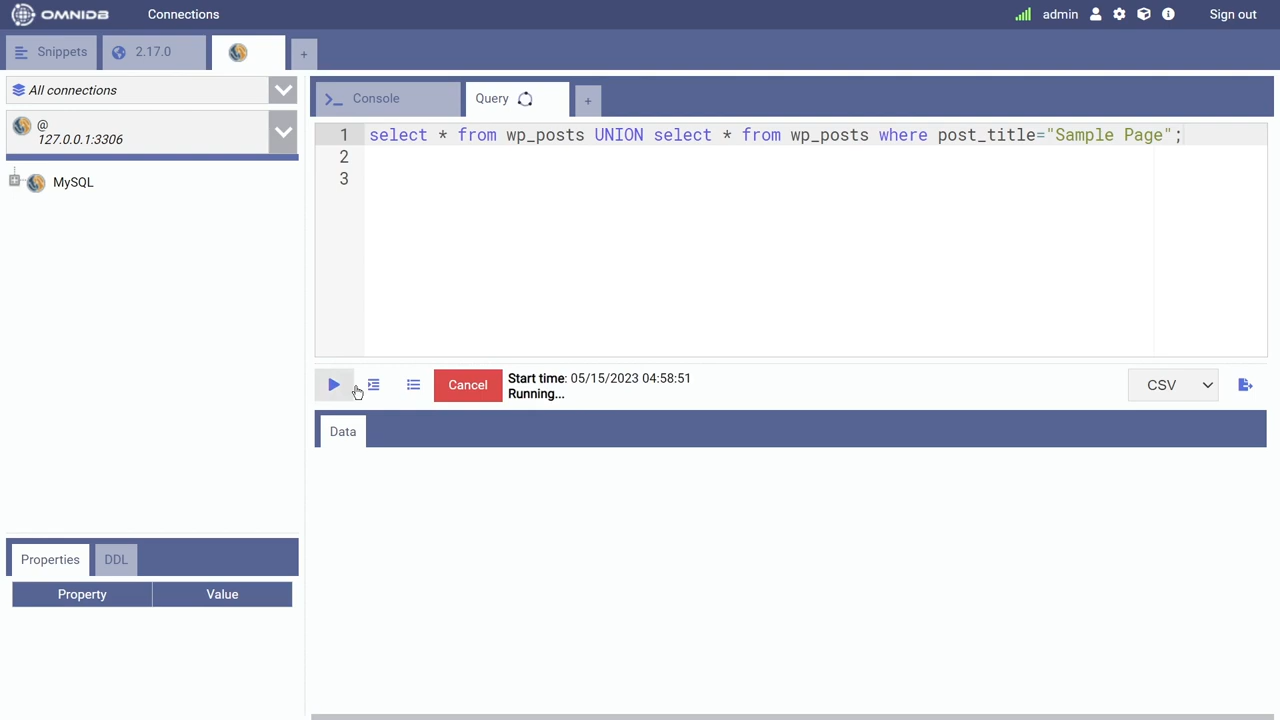 OMNIDB
Connections
admin
Sign out
Snippets
2.17.0
+
All connections
@
127.0.0.1:3306
MySQL
Properties
DDL
Property
Value
Console
Query
+
1 select * from wp_posts UNION select * from wp_posts where post_title="Sample Page";
2
3
Cancel
Start time: 05/15/2023 04:58:51
Running...
CSV
Data